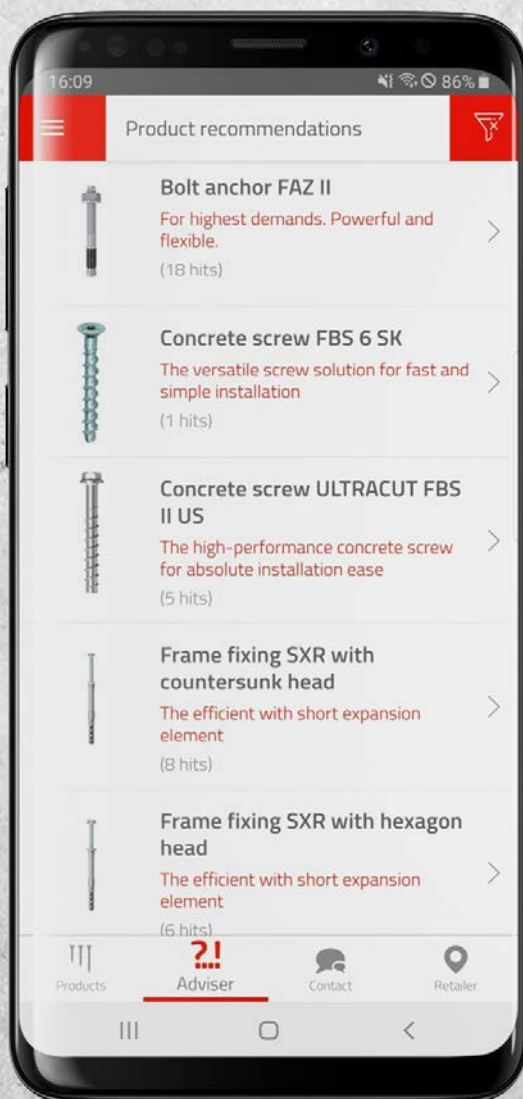 16:09
86%
Product recommendations
Bolt anchor FAZ II
For highest demands. Powerful and
flexible.
(18 hits)
Concrete screw FBS 6 SK
The versatile screw solution for fast and
simple installation
(1 hits)
Concrete screw ULTRACUT FBS
II US
The high-performance concrete screw
for absolute installation ease
(5 hits)
Frame fixing SXR with
countersunk head
The efficient with short expansion
element
(8 hits)
Frame fixing SXR with hexagon
head
The efficient with short expansion
element
(6 hits)
?..!
Products
Adviser
Contact
Retailer